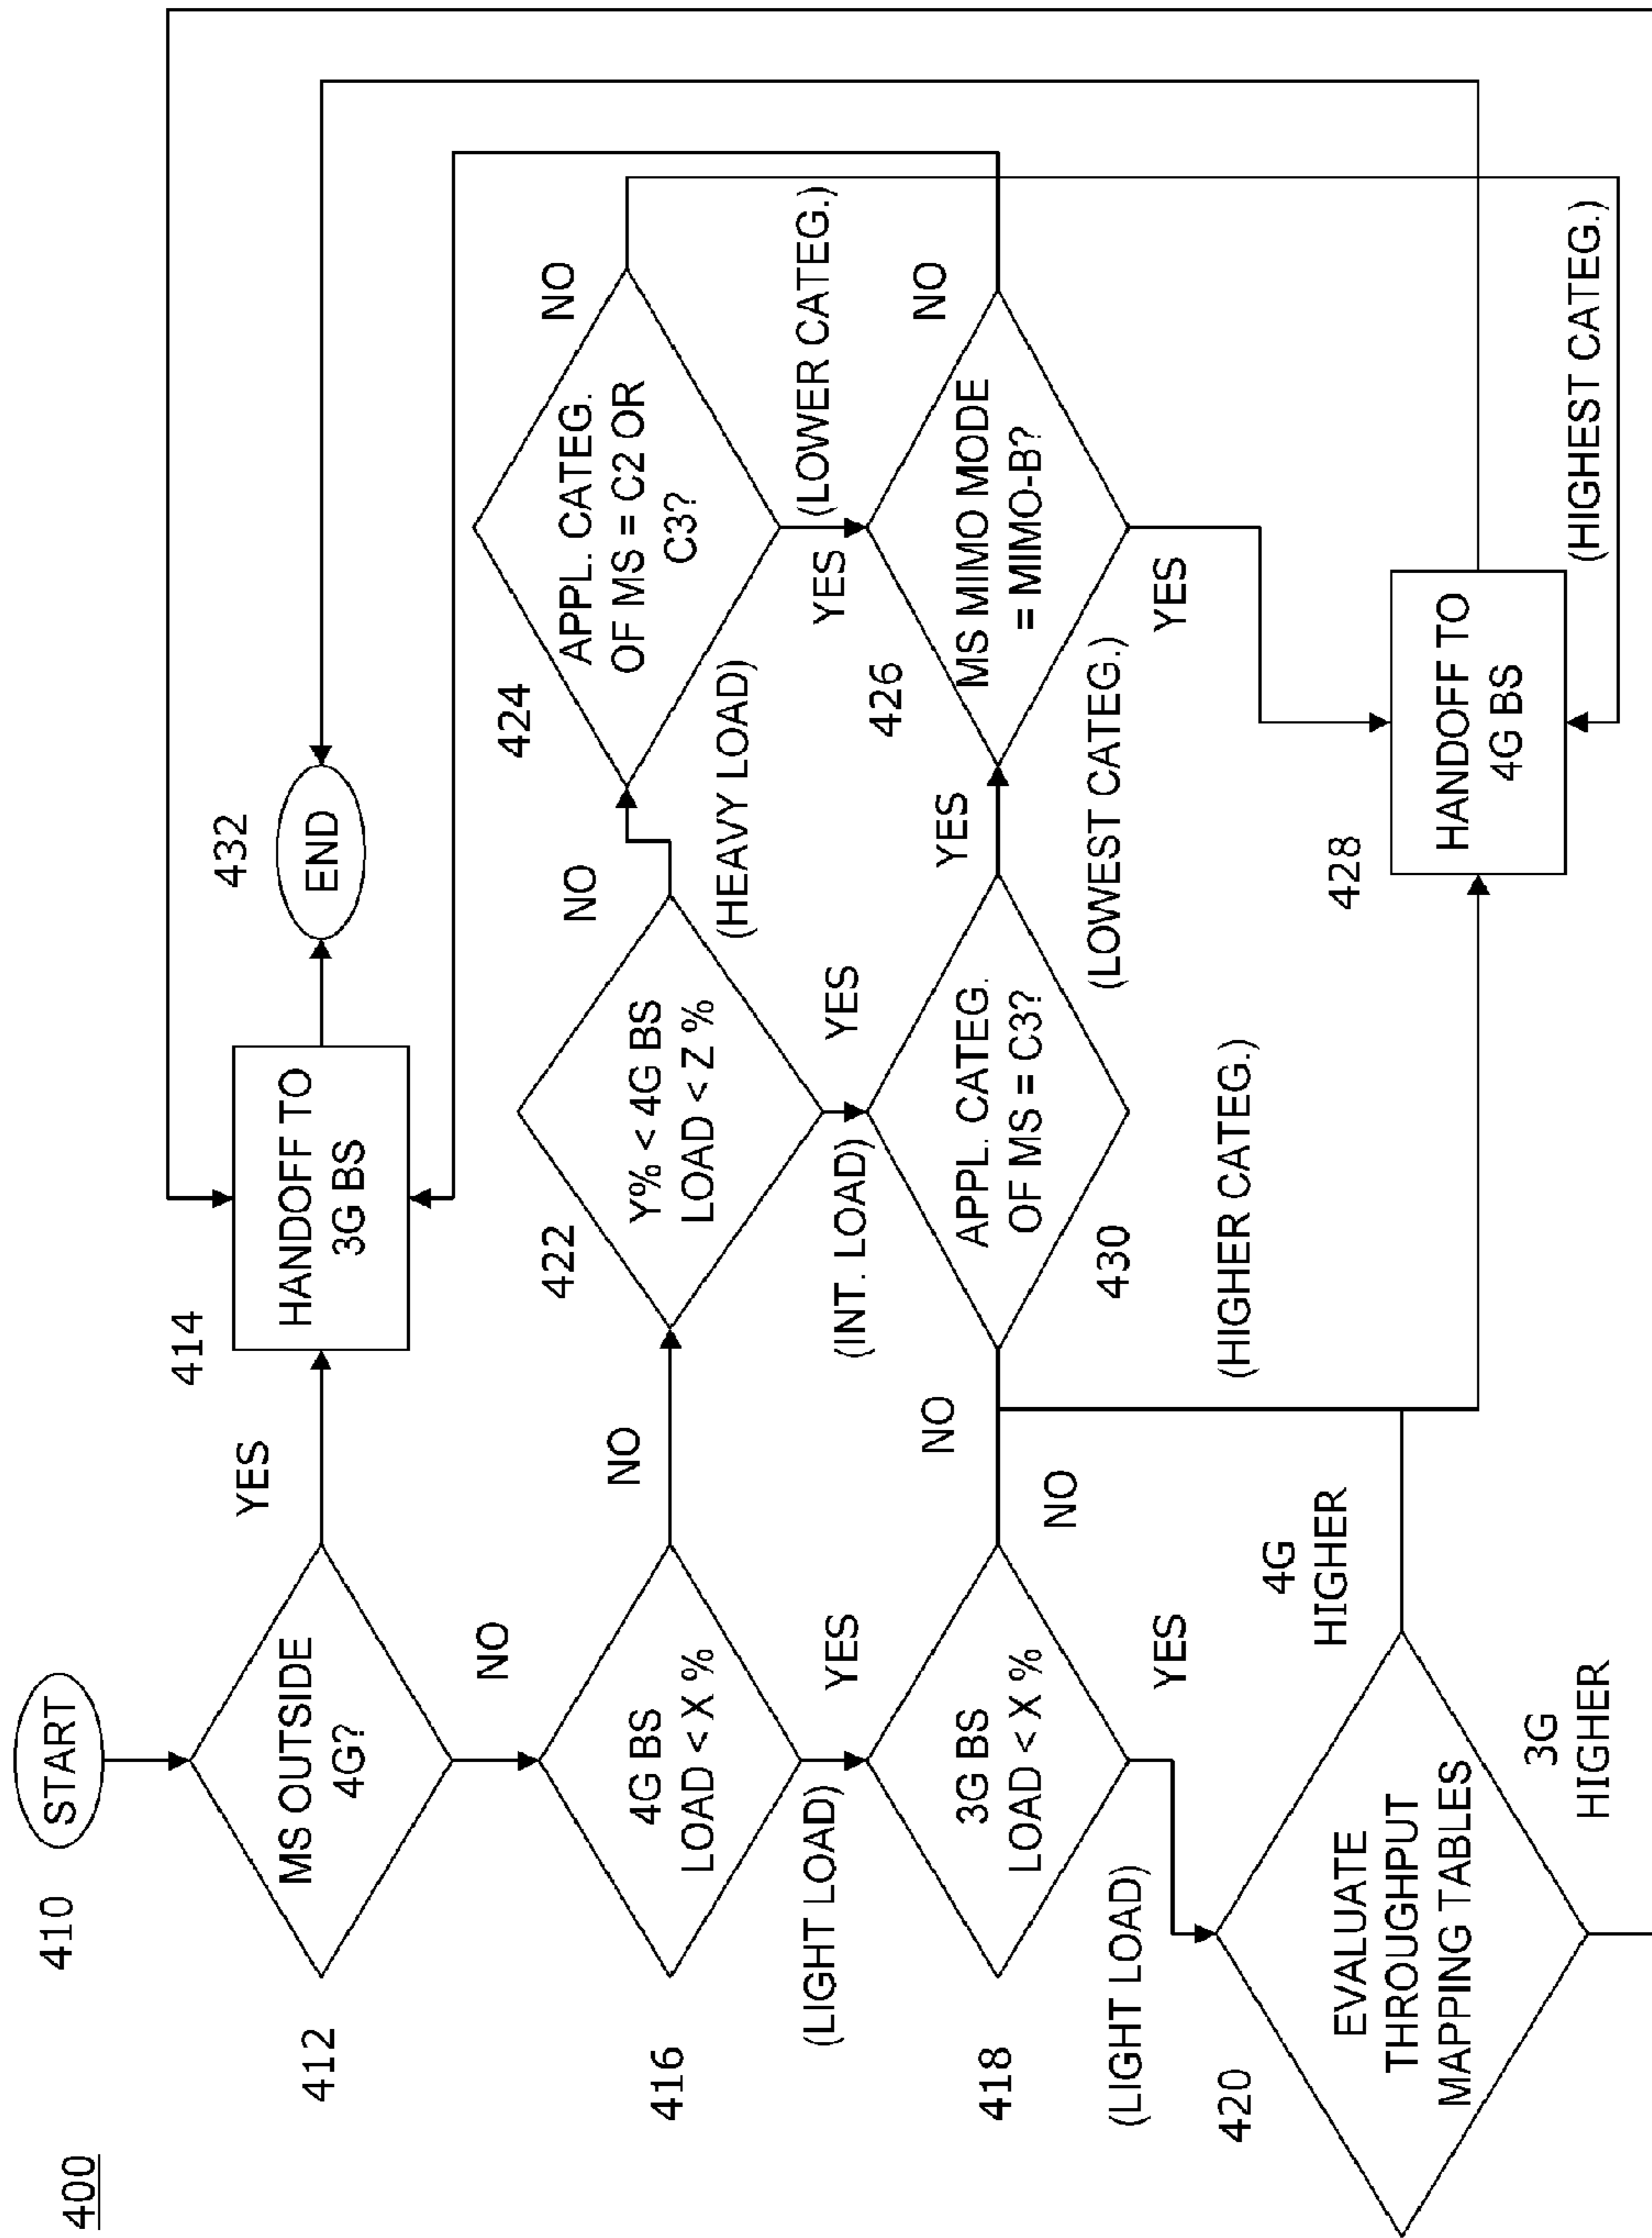 400
410
START
412
MS OUTSIDE
4G?
YES
NO
414
HANDOFF TO
3G BS
432
END
416
4G BS
LOAD < X %
NO
YES
(LIGHT LOAD)
422
Y% < 4G BS
LOAD < Z %
NO
(HEAVY LOAD)
YES
(INT. LOAD)
424
APPL. CATEG.
OF MS = C2 OR
C3?
NO
YES
(LOWER CATEG.)
418
3G BS
LOAD < X %
NO
YES
(LIGHT LOAD)
430
APPL. CATEG.
OF MS = C3?
NO
YES
(LOWEST CATEG.)
(HIGHER CATEG.)
426
MS MIMO MODE
= MIMO-B?
NO
YES
420
EVALUATE
THROUGHPUT
MAPPING TABLES
4G
HIGHER
3G
HIGHER
428
HANDOFF TO
4G BS
(HIGHEST CATEG.)